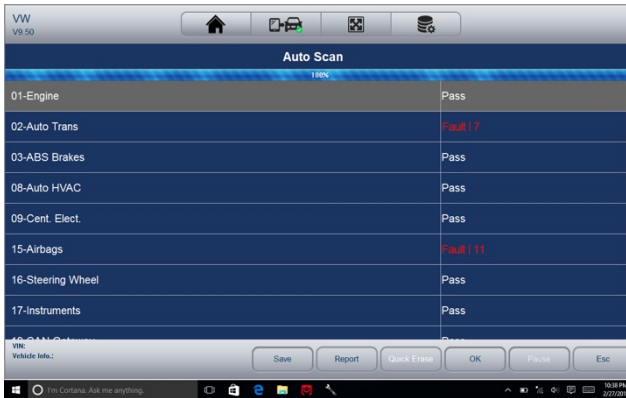 VW
V9.50
Auto Scan
100%
01-Engine Pass
02-Auto Trans Fault | 7
03-ABS Brakes Pass
08-Auto HVAC Pass
09-Cent. Elect. Pass
15-Airbags Fault | 11
16-Steering Wheel Pass
17-Instruments Pass
VIN:
Vehicle Info.:
Save Report Quick Erase OK Pause Esc
I'm Cortana. Ask me anything.
10:38 PM